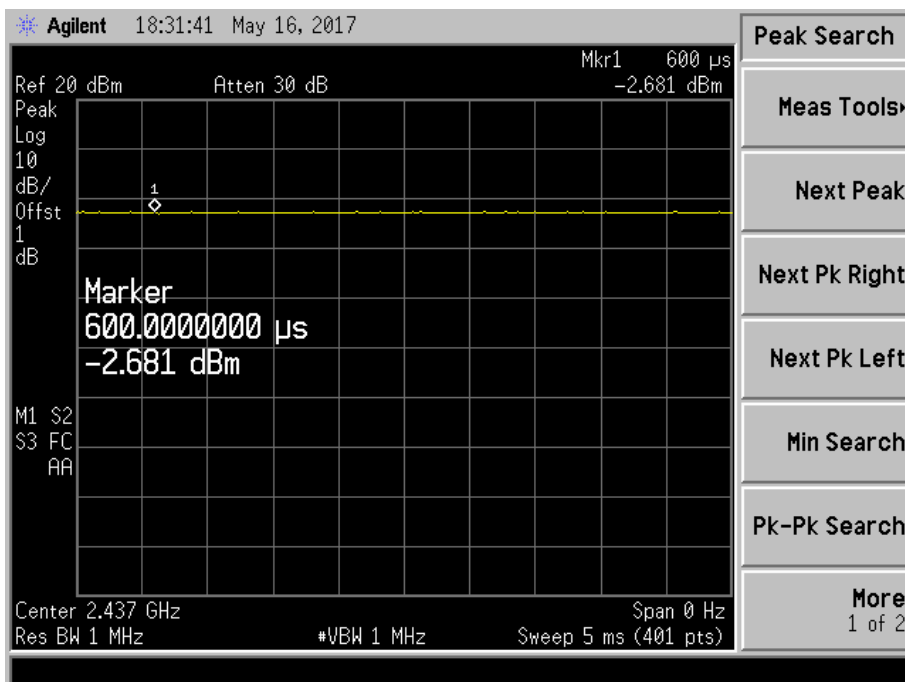 Agilent 18:31:41 May 16, 2017
Mkr1 600 µs
Ref 20 dBm Atten 30 dB −2.681 dBm
Peak
Log
10
dB/
Offst
1
dB
1
Marker
600.0000000 µs
−2.681 dBm
M1 S2
S3 FC
AA
Center 2.437 GHz Span 0 Hz
Res BW 1 MHz #VBW 1 MHz Sweep 5 ms (401 pts)
Peak Search
Meas Tools
Next Peak
Next Pk Right
Next Pk Left
Min Search
Pk-Pk Search
More
1 of 2